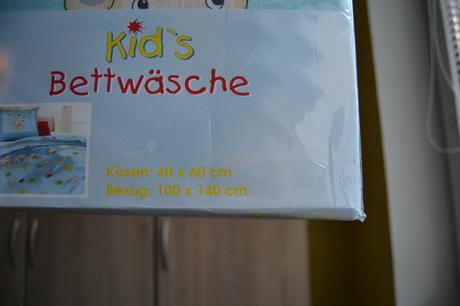 Kid`s
Bettwäsche
Kissen: 40 x 60 cm
Bezug: 100 x 140 cm